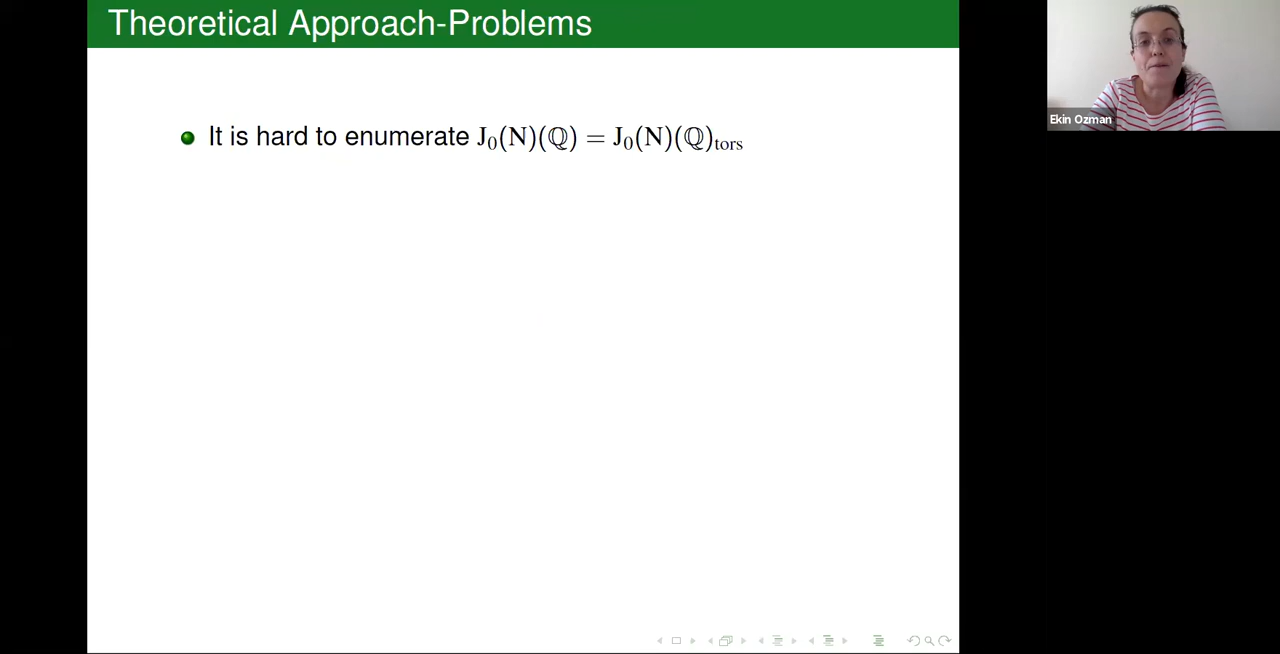 Theoretical Approach-Problems
It is hard to enumerate J₀(N)(ℚ) = J₀(N)(ℚ)tors
Ekin Ozman